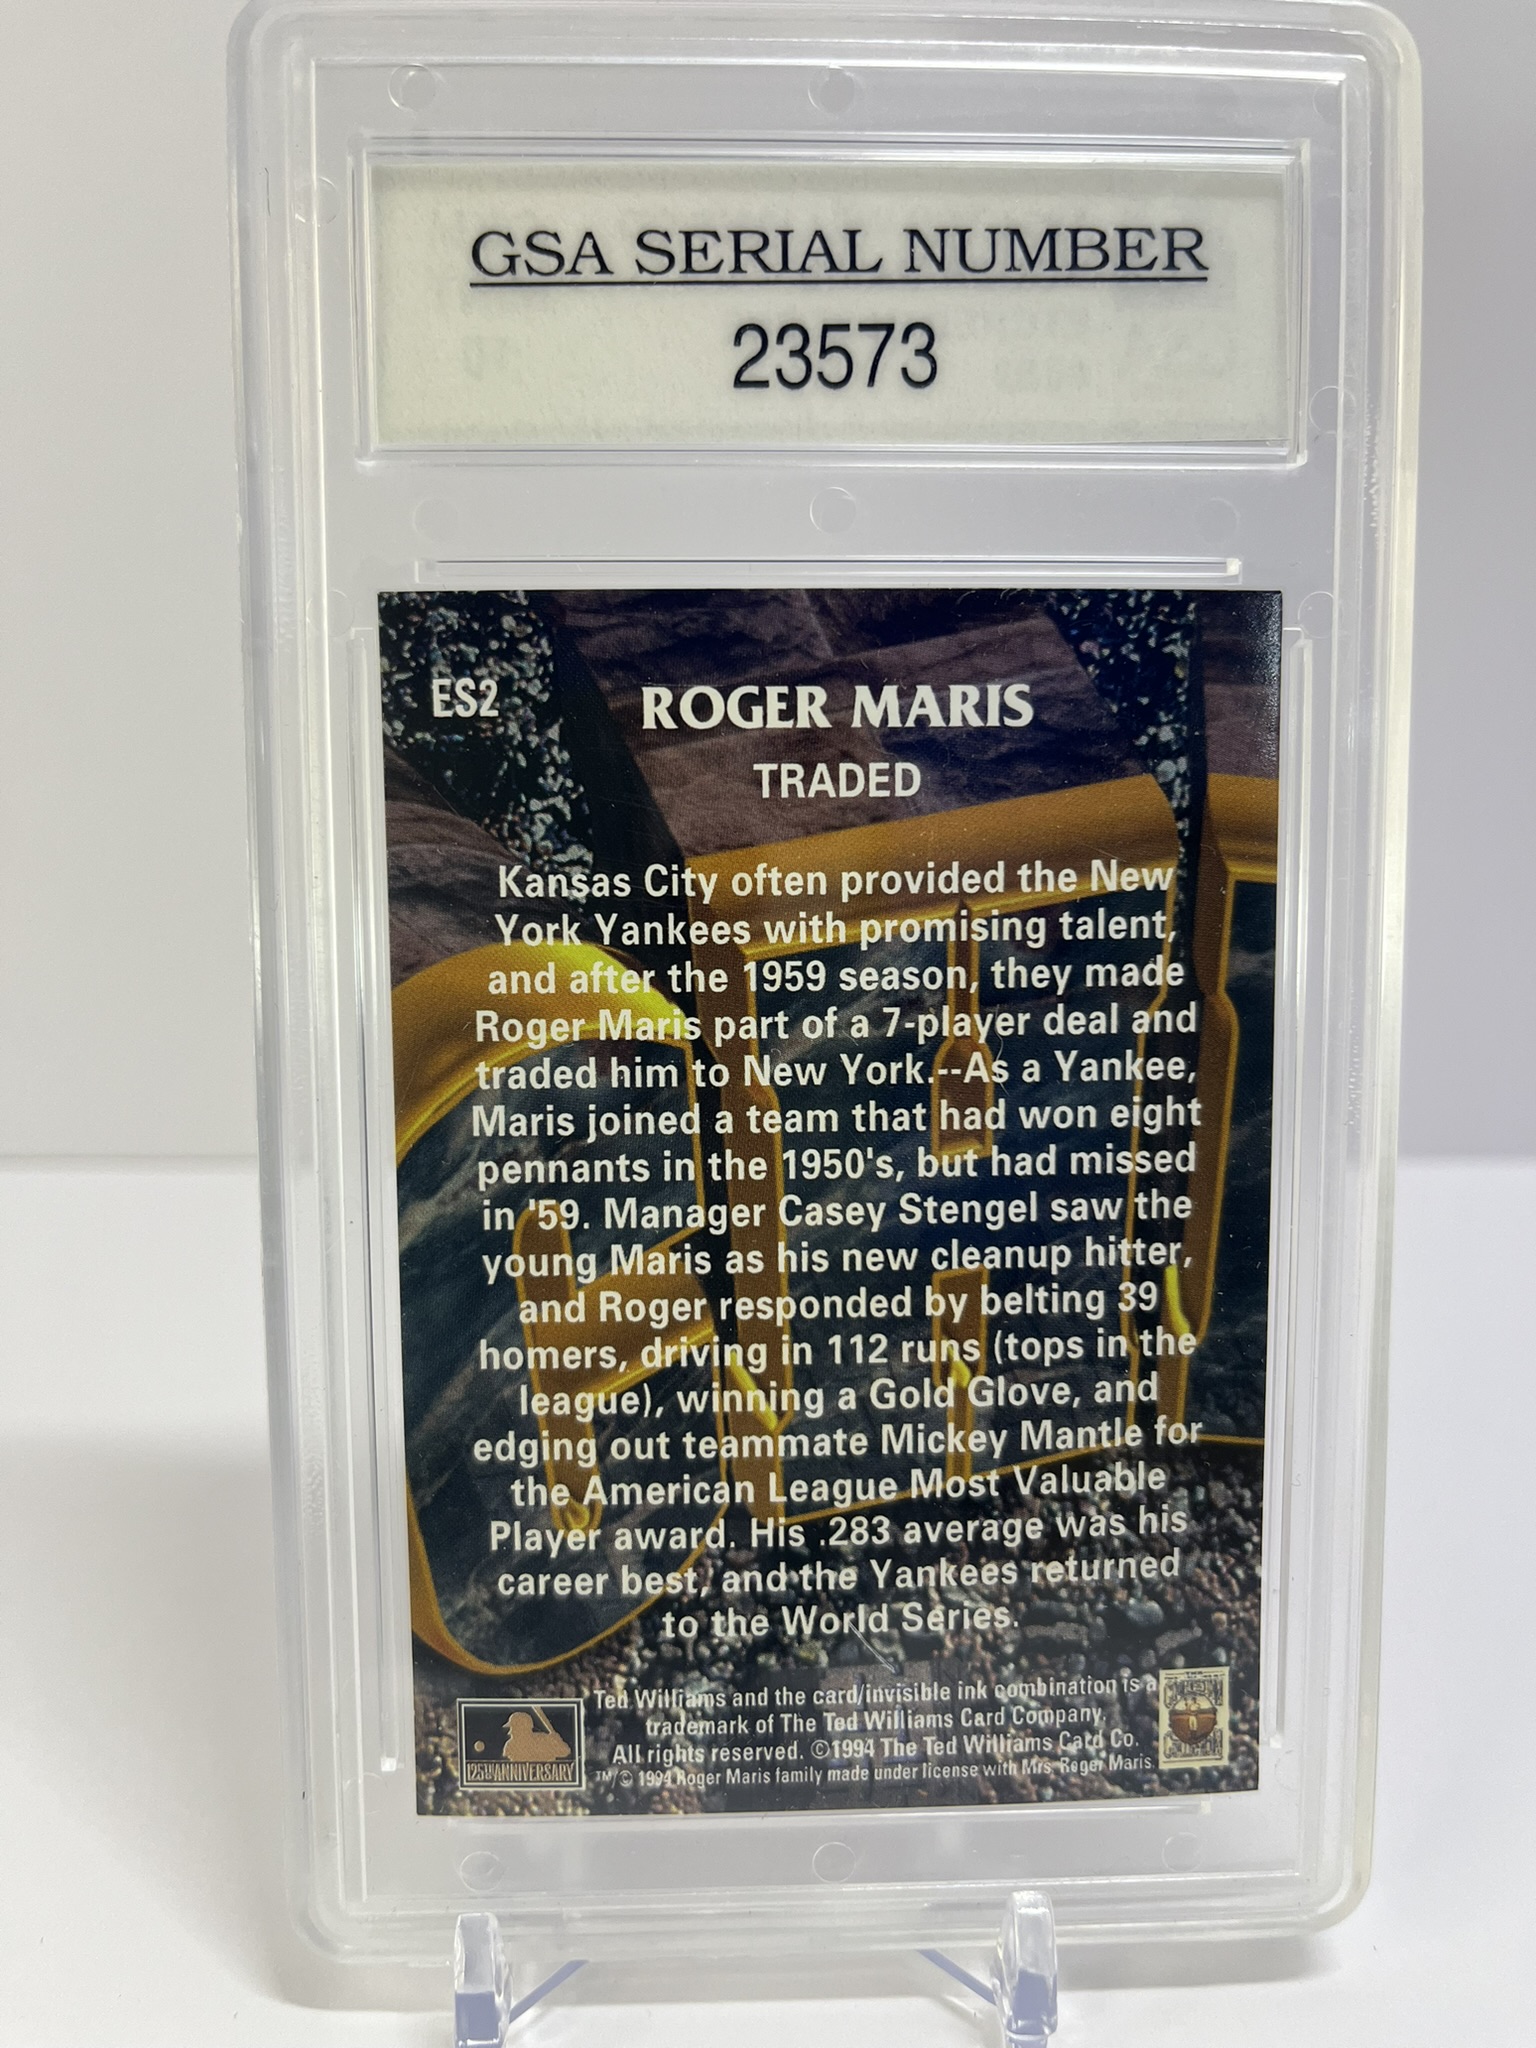 GSA SERIAL NUMBER
23573
ES2
ROGER MARIS
TRADED
Kansas City often provided the New
York Yankees with promising talent,
and after the 1959 season, they made
Roger Maris part of a 7-player deal and
traded him to New York.--As a Yankee,
Maris joined a team that had won eight
pennants in the 1950's, but had missed
in '59. Manager Casey Stengel saw the
young Maris as his new cleanup hitter,
and Roger responded by belting 39
homers, driving in 112 runs (tops in the
league), winning a Gold Glove, and
edging out teammate Mickey Mantle for
the American League Most Valuable
Player award. His .283 average was his
career best, and the Yankees returned
to the World Series.
Ted Williams and the card/invisible ink combination is a
trademark of The Ted Williams Card Company.
All rights reserved. ©1994 The Ted Williams Card Co.
TM/© 1994 Roger Maris family made under license with Mrs. Roger Maris.
125TH ANNIVERSARY